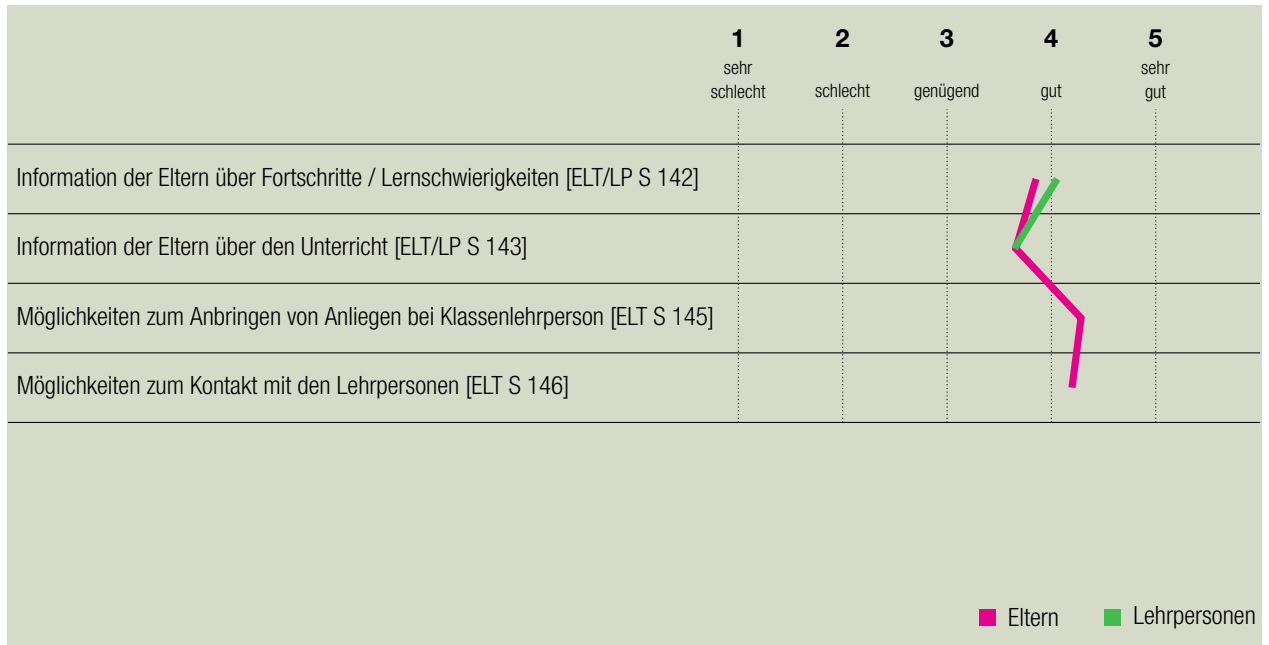 1 2 3 4 5
sehr schlecht schlecht genügend gut sehr gut
Information der Eltern über Fortschritte / Lernschwierigkeiten [ELT/LP S 142]
Information der Eltern über den Unterricht [ELT/LP S 143]
Möglichkeiten zum Anbringen von Anliegen bei Klassenlehrperson [ELT S 145]
Möglichkeiten zum Kontakt mit den Lehrpersonen [ELT S 146]
Eltern Lehrpersonen